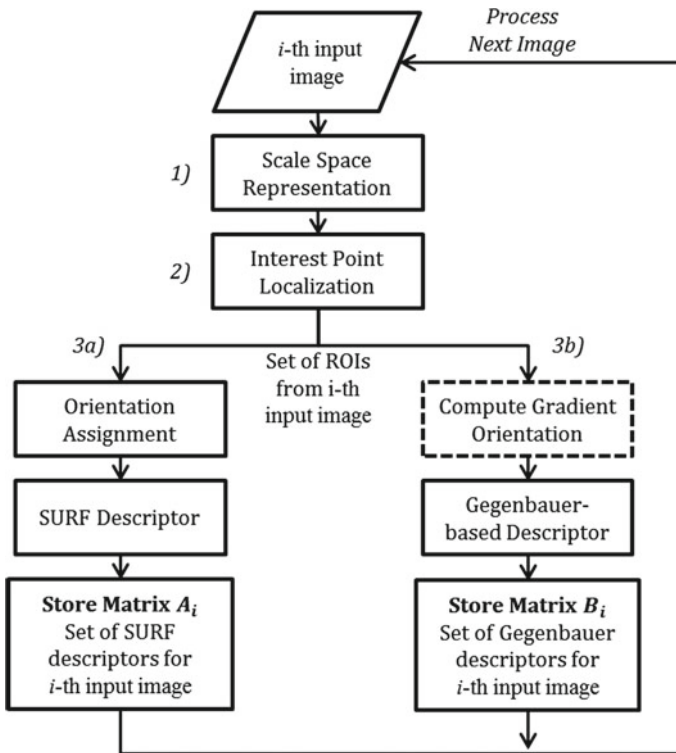 Process
Next Image
i-th input
image
1)
Scale Space
Representation
2)
Interest Point
Localization
3a)
Set of ROIs
from i-th
input image
3b)
Orientation
Assignment
Compute Gradient
Orientation
SURF Descriptor
Gegenbauer-
based Descriptor
Store Matrix A_i
Set of SURF
descriptors for
i-th input image
Store Matrix B_i
Set of Gegenbauer
descriptors for
i-th input image